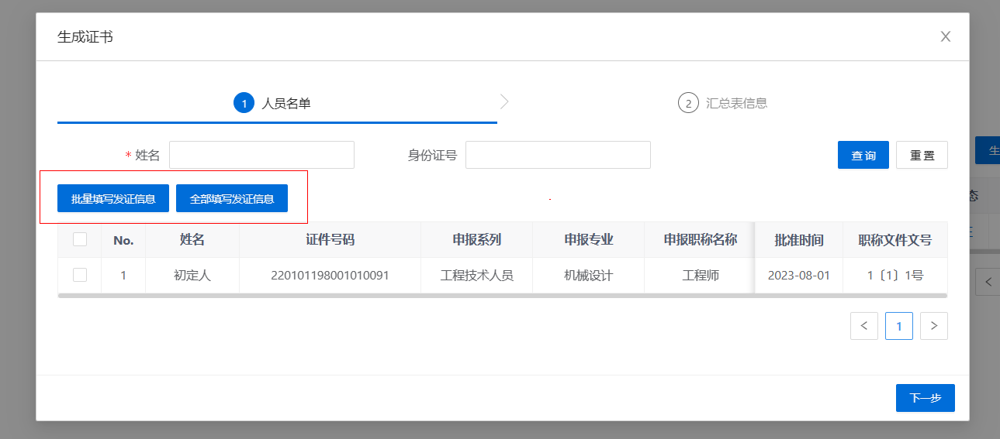 生成证书
1 人员名单
2 汇总表信息
* 姓名 身份证号 查询 重置
批量填写发证信息 全部填写发证信息
No. 姓名 证件号码 申报系列 申报专业 申报职称名称 批准时间 职称文件文号
1 初定人 220101198001010091 工程技术人员 机械设计 工程师 2023-08-01 1〔1〕1号
< 1 >
下一步